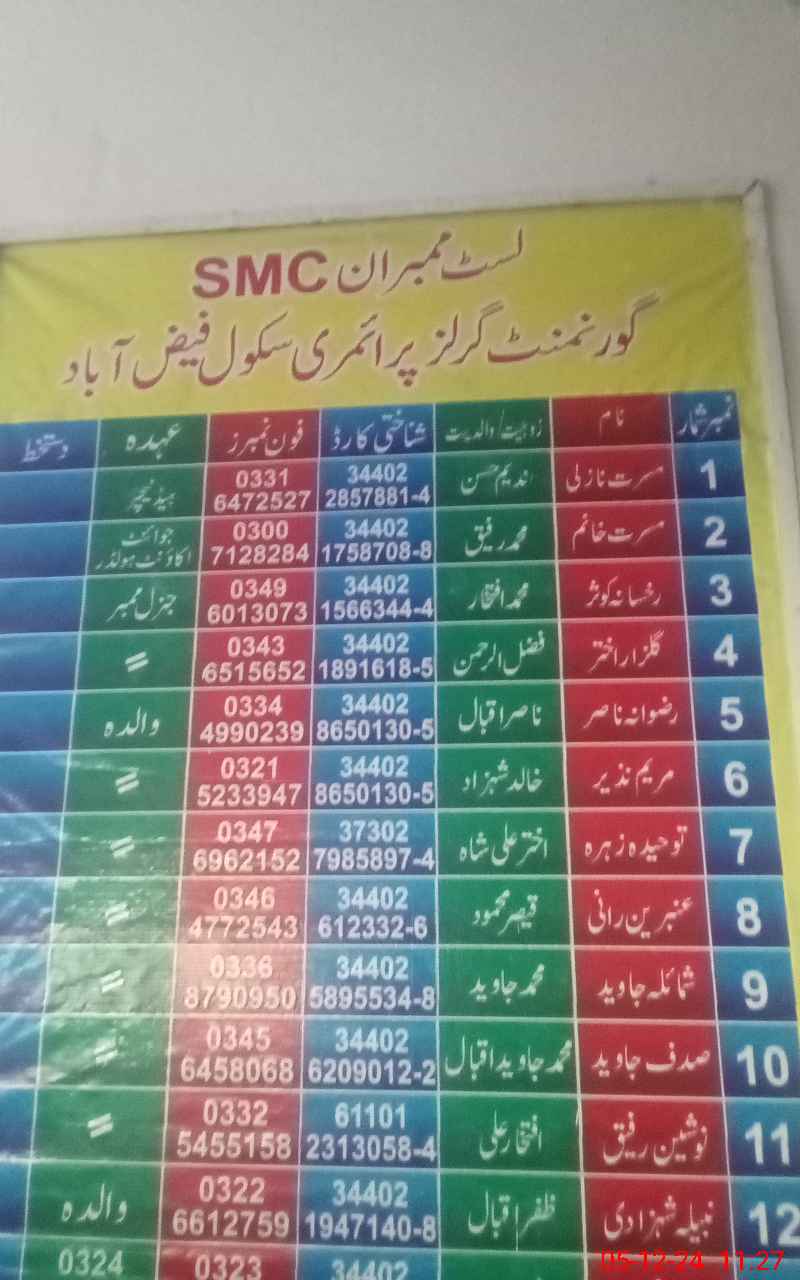 لسٹ ممبران SMC
گورنمنٹ گرلز پرائمری سکول فیض آباد
نمبر شمار نام زوجیت/والدیت شناختی کارڈ فون نمبرز عہدہ دستخط
1 مسرت نازلی ندیم حسن 34402 2857881-4 0331 6472527 ہیڈ ٹیچر
2 مسرت خانم محمد رفیق 34402 1758708-8 0300 7128284 جوائنٹ اکاؤنٹ ہولڈر
3 رخسانہ کوثر محمد افتخار 34402 1566344-4 0349 6013073 جنرل ممبر
4 گلزار اختر فضل الرحمن 34402 1891618-5 0343 6515652 =
5 رضوانہ ناصر ناصر اقبال 34402 8650130-5 0334 4990239 والدہ
6 مریم نذیر خالد شہزاد 34402 8650130-5 0321 5233947 =
7 توحیدہ زہرہ اختر علی شاہ 37302 7985897-4 0347 6962152 =
8 عنبرین رانی قیصر محمود 34402 612332-6 0346 4772543 =
9 شمائلہ جاوید محمد جاوید 34402 5895534-8 0336 8790950 =
10 صدف جاوید محمد جاوید اقبال 34402 6209012-2 0345 6458068 =
11 نوشین رفیق افتخار علی 61101 2313058-4 0332 5455158 =
12 نبیلہ شہزادی ظفر اقبال 34402 1947140-8 0322 6612759 والدہ
34402 0323 0324
05-12-24 11:27